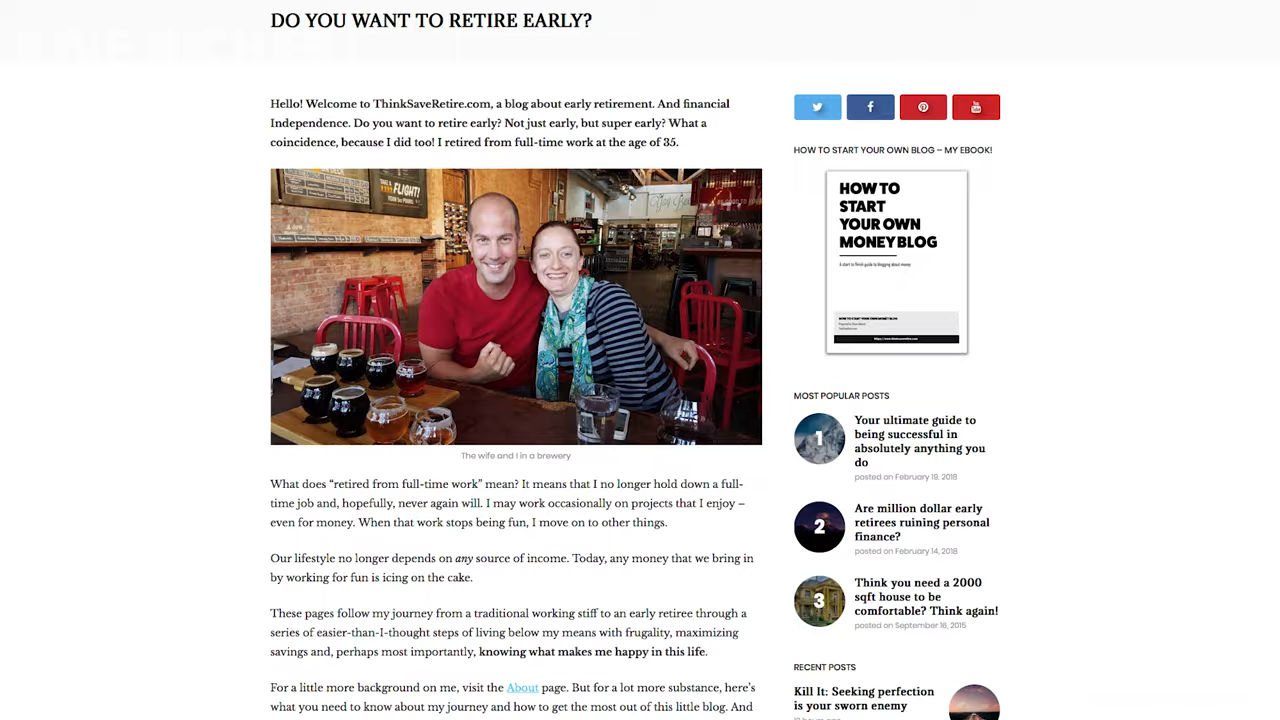 DO YOU WANT TO RETIRE EARLY?
Hello! Welcome to ThinkSaveRetire.com, a blog about early retirement. And financial
Independence. Do you want to retire early? Not just early, but super early? What a
coincidence, because I did too! I retired from full-time work at the age of 35.
FLIGHT!
The wife and I in a brewery
What does “retired from full-time work” mean? It means that I no longer hold down a full-
time job and, hopefully, never again will. I may work occasionally on projects that I enjoy –
even for money. When that work stops being fun, I move on to other things.
Our lifestyle no longer depends on any source of income. Today, any money that we bring in
by working for fun is icing on the cake.
These pages follow my journey from a traditional working stiff to an early retiree through a
series of easier-than-I-thought steps of living below my means with frugality, maximizing
savings and, perhaps most importantly, knowing what makes me happy in this life.
For a little more background on me, visit the About page. But for a lot more substance, here’s
what you need to know about my journey and how to get the most out of this little blog. And
You
HOW TO START YOUR OWN BLOG – MY EBOOK!
HOW TO
START
YOUR OWN
MONEY BLOG
A start to finish guide to blogging about money
MOST POPULAR POSTS
1
Your ultimate guide to
being successful in
absolutely anything you
do
posted on February 19, 2018
2
Are million dollar early
retirees ruining personal
finance?
posted on February 14, 2018
3
Think you need a 2000
sqft house to be
comfortable? Think again!
posted on September 16, 2015
RECENT POSTS
Kill It: Seeking perfection
is your sworn enemy